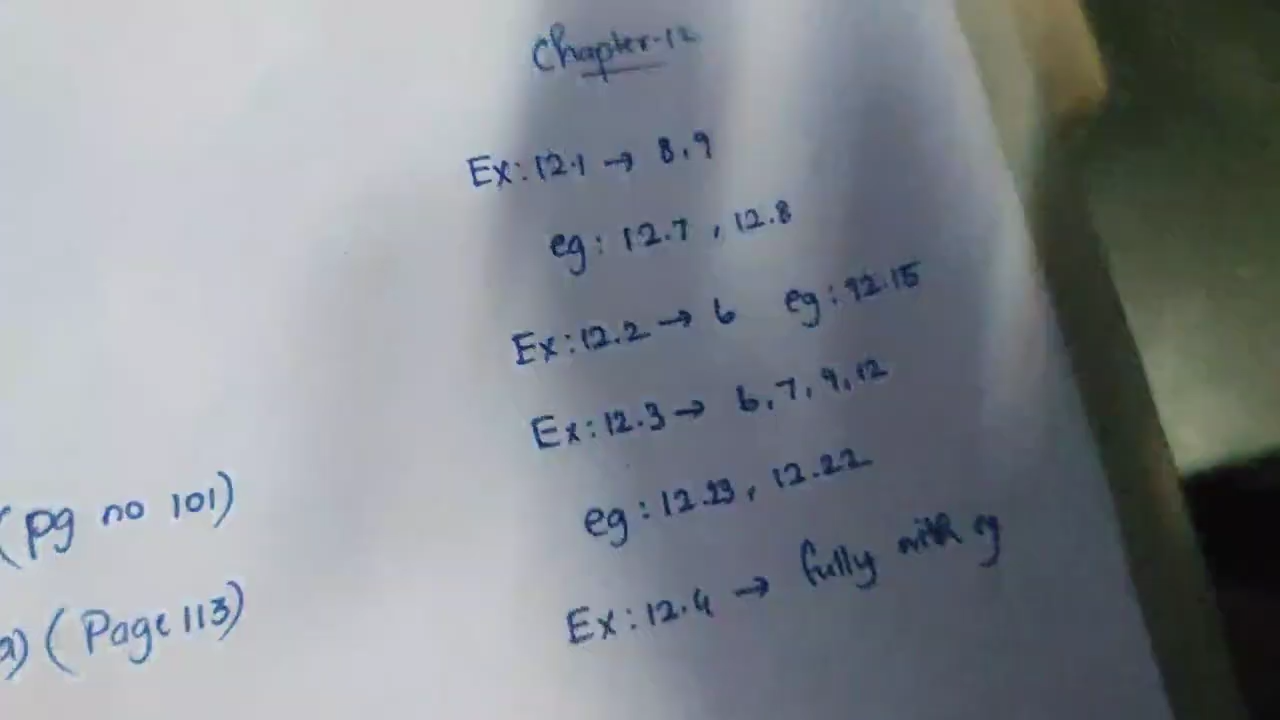 Chapter-12
Ex: 12.1 → 8, 9
eg: 12.7, 12.8
Ex: 12.2 → 6 eg: 12.15
Ex: 12.3 → 6, 7, 9, 12
eg: 12.23, 12.22
Ex: 12.4 → fully with eg
(pg no 101)
a) (Page 113)